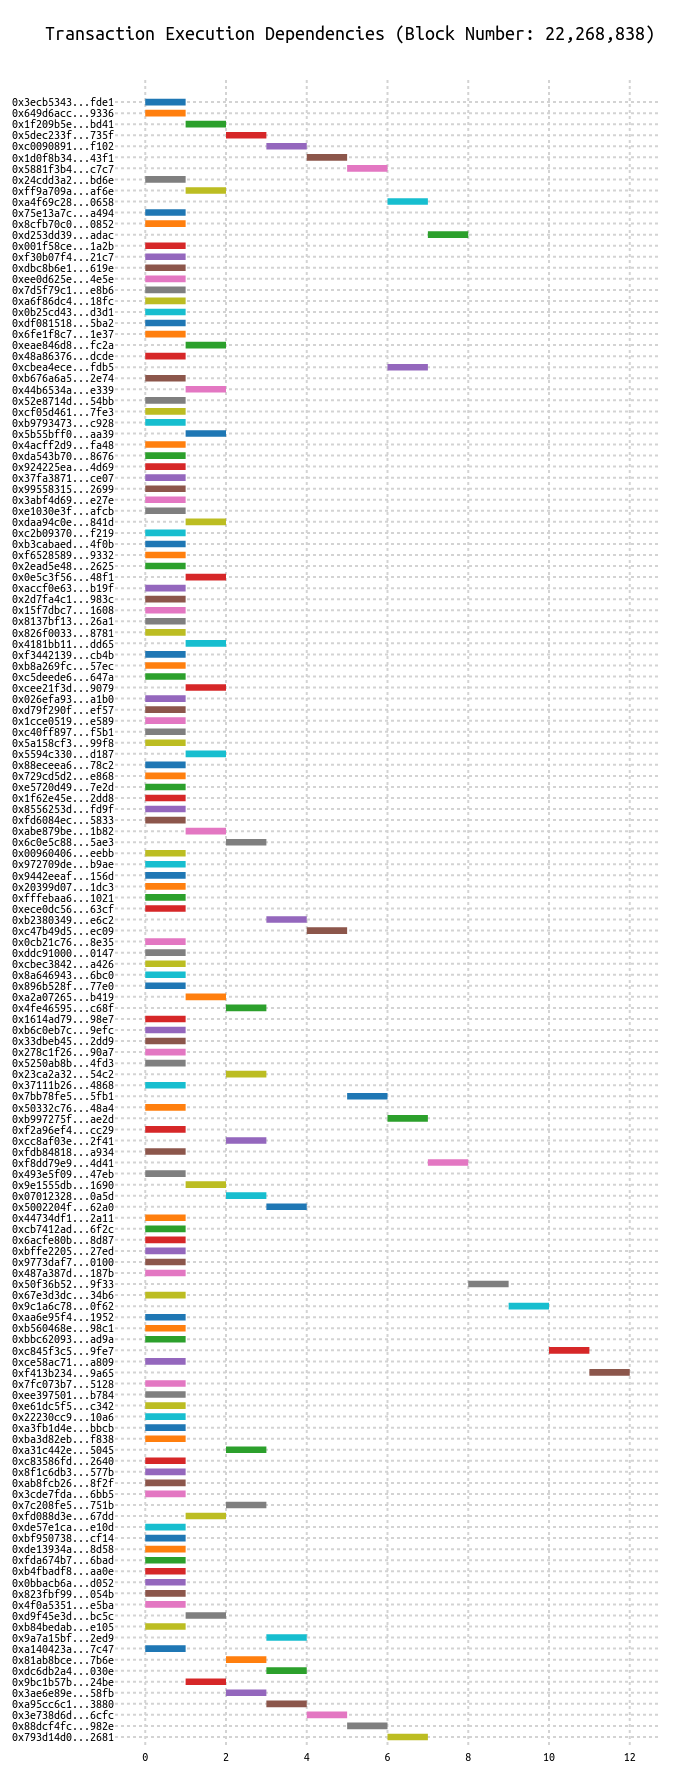 Transaction Execution Dependencies (Block Number: 22,268,838)
0x3ecb5343...fde1
0x649d6acc...9336
0x1f209b5e...bd41
0x5dec233f...735f
0xc0090891...f102
0x1d0f8b34...43f1
0x5881f3b4...c7c7
0x24cdd3a2...bd6e
0xff9a709a...af6e
0xa4f69c28...0658
0x75e13a7c...a494
0x8cfb70c0...0852
0xd253dd39...adac
0x001f58ce...1a2b
0xf30b07f4...21c7
0xdbc8b6e1...619e
0xee0d625e...4e5e
0x7d5f79c1...e8b6
0xa6f86dc4...18fc
0x0b25cd43...d3d1
0xdf081518...5ba2
0x6fe1f8c7...1e37
0xeae846d8...fc2a
0x48a86376...dcde
0xcbea4ece...fdb5
0xb676a6a5...2e74
0x44b6534a...e339
0x52e8714d...54bb
0xcf05d461...7fe3
0xb9793473...c928
0x5b55bff0...aa39
0x4acff2d9...fa48
0xda543b70...8676
0x924225ea...4d69
0x37fa3871...ce07
0x99558315...2699
0x3abf4d69...e27e
0xe1030e3f...afcb
0xdaa94c0e...841d
0xc2b09370...f219
0xb3cabaed...4f0b
0xf6528589...9332
0x2ead5e48...2625
0x0e5c3f56...48f1
0xaccf0e63...b19f
0x2d7fa4c1...983c
0x15f7dbc7...1608
0x8137bf13...26a1
0x826f0033...8781
0x4181bb11...dd65
0xf3442139...cb4b
0xb8a269fc...57ec
0xc5deede6...647a
0xcee21f3d...9079
0x026efa93...a1b0
0xd79f290f...ef57
0x1cce0519...e589
0xc40ff897...f5b1
0x5a158cf3...99f8
0x5594c330...d187
0x88eceea6...78c2
0x729cd5d2...e868
0xe5720d49...7e2d
0x1f62e45e...2dd8
0x8556253d...fd9f
0xfd6084ec...5833
0xabe879be...1b82
0x6c0e5c88...5ae3
0x00960406...eebb
0x972709de...b9ae
0x9442eeaf...156d
0x20399d07...1dc3
0xfffebaa6...1021
0xece0dc56...63cf
0xb2380349...e6c2
0xc47b49d5...ec09
0x0cb21c76...8e35
0xddc91000...0147
0xcbec3842...a426
0x8a646943...6bc0
0x896b528f...77e0
0xa2a07265...b419
0x4fe46595...c68f
0x1614ad79...98e7
0xb6c0eb7c...9efc
0x33dbeb45...2dd9
0x278c1f26...90a7
0x5250ab8b...4fd3
0x23ca2a32...54c2
0x37111b26...4868
0x7bb78fe5...5fb1
0x50332c76...48a4
0xb997275f...ae2d
0xf2a96ef4...cc29
0xcc8af03e...2f41
0xfdb84818...a934
0xf8dd79e9...4d41
0x493e5f09...47eb
0x9e1555db...1690
0x07012328...0a5d
0x5002204f...62a0
0x44734df1...2a11
0xcb7412ad...6f2c
0x6acfe80b...8d87
0xbffe2205...27ed
0x9773daf7...0100
0x487a387d...187b
0x50f36b52...9f33
0x67e3d3dc...34b6
0x9c1a6c78...0f62
0xaa6e95f4...1952
0xb560468e...98c1
0xbbc62093...ad9a
0xc845f3c5...9fe7
0xce58ac71...a809
0xf413b234...9a65
0x7fc073b7...5128
0xee397501...b784
0xe61dc5f5...c342
0x22230cc9...10a6
0xa3fb1d4e...bbcb
0xba3d82eb...f838
0xa31c442e...5045
0xc83586fd...2640
0x8f1c6db3...577b
0xab8fcb26...8f2f
0x3cde7fda...6bb5
0x7c208fe5...751b
0xfd088d3e...67dd
0xde57e1ca...e10d
0xbf950738...cf14
0xde13934a...8d58
0xfda674b7...6bad
0xb4fbadf8...aa0e
0x0bbacb6a...d052
0x823fbf99...054b
0x4f0a5351...e5ba
0xd9f45e3d...bc5c
0xb84bedab...e105
0x9a7a15bf...2ed9
0xa140423a...7c47
0x81ab8bce...7b6e
0xdc6db2a4...030e
0x9bc1b57b...24be
0x3ae6e89e...58fb
0xa95cc6c1...3880
0x3e738d6d...6cfc
0x88dcf4fc...982e
0x793d14d0...2681
0 2 4 6 8 10 12